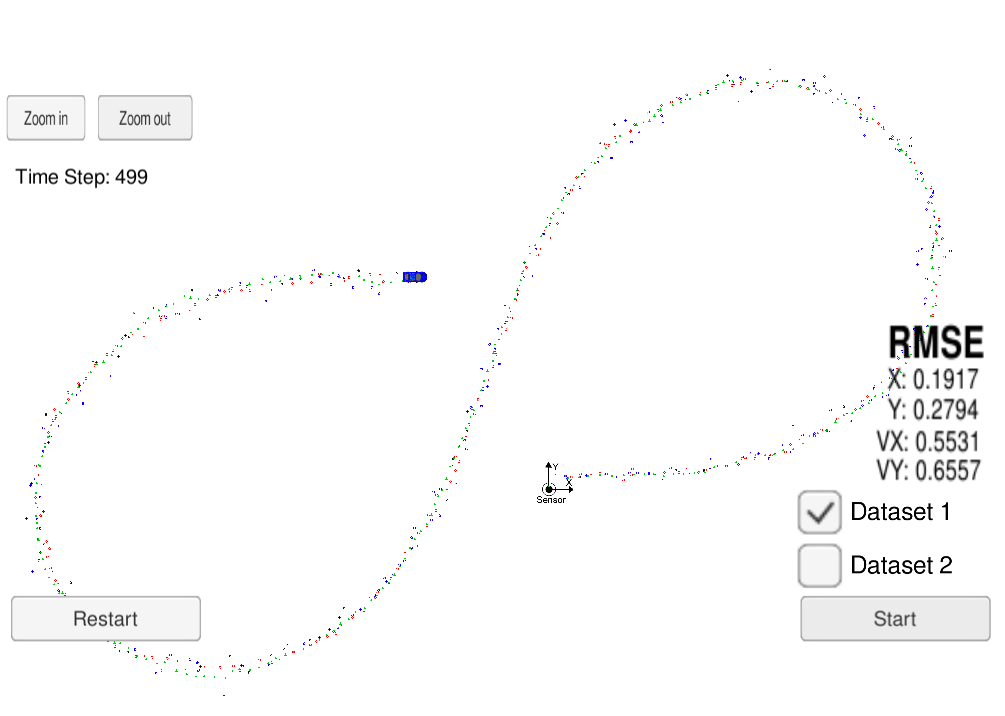 Zoom in
Zoom out
Time Step: 499
RMSE
X: 0.1917
Y: 0.2794
VX: 0.5531
VY: 0.6557
Y
X
Sensor
Dataset 1
Dataset 2
Restart
Start